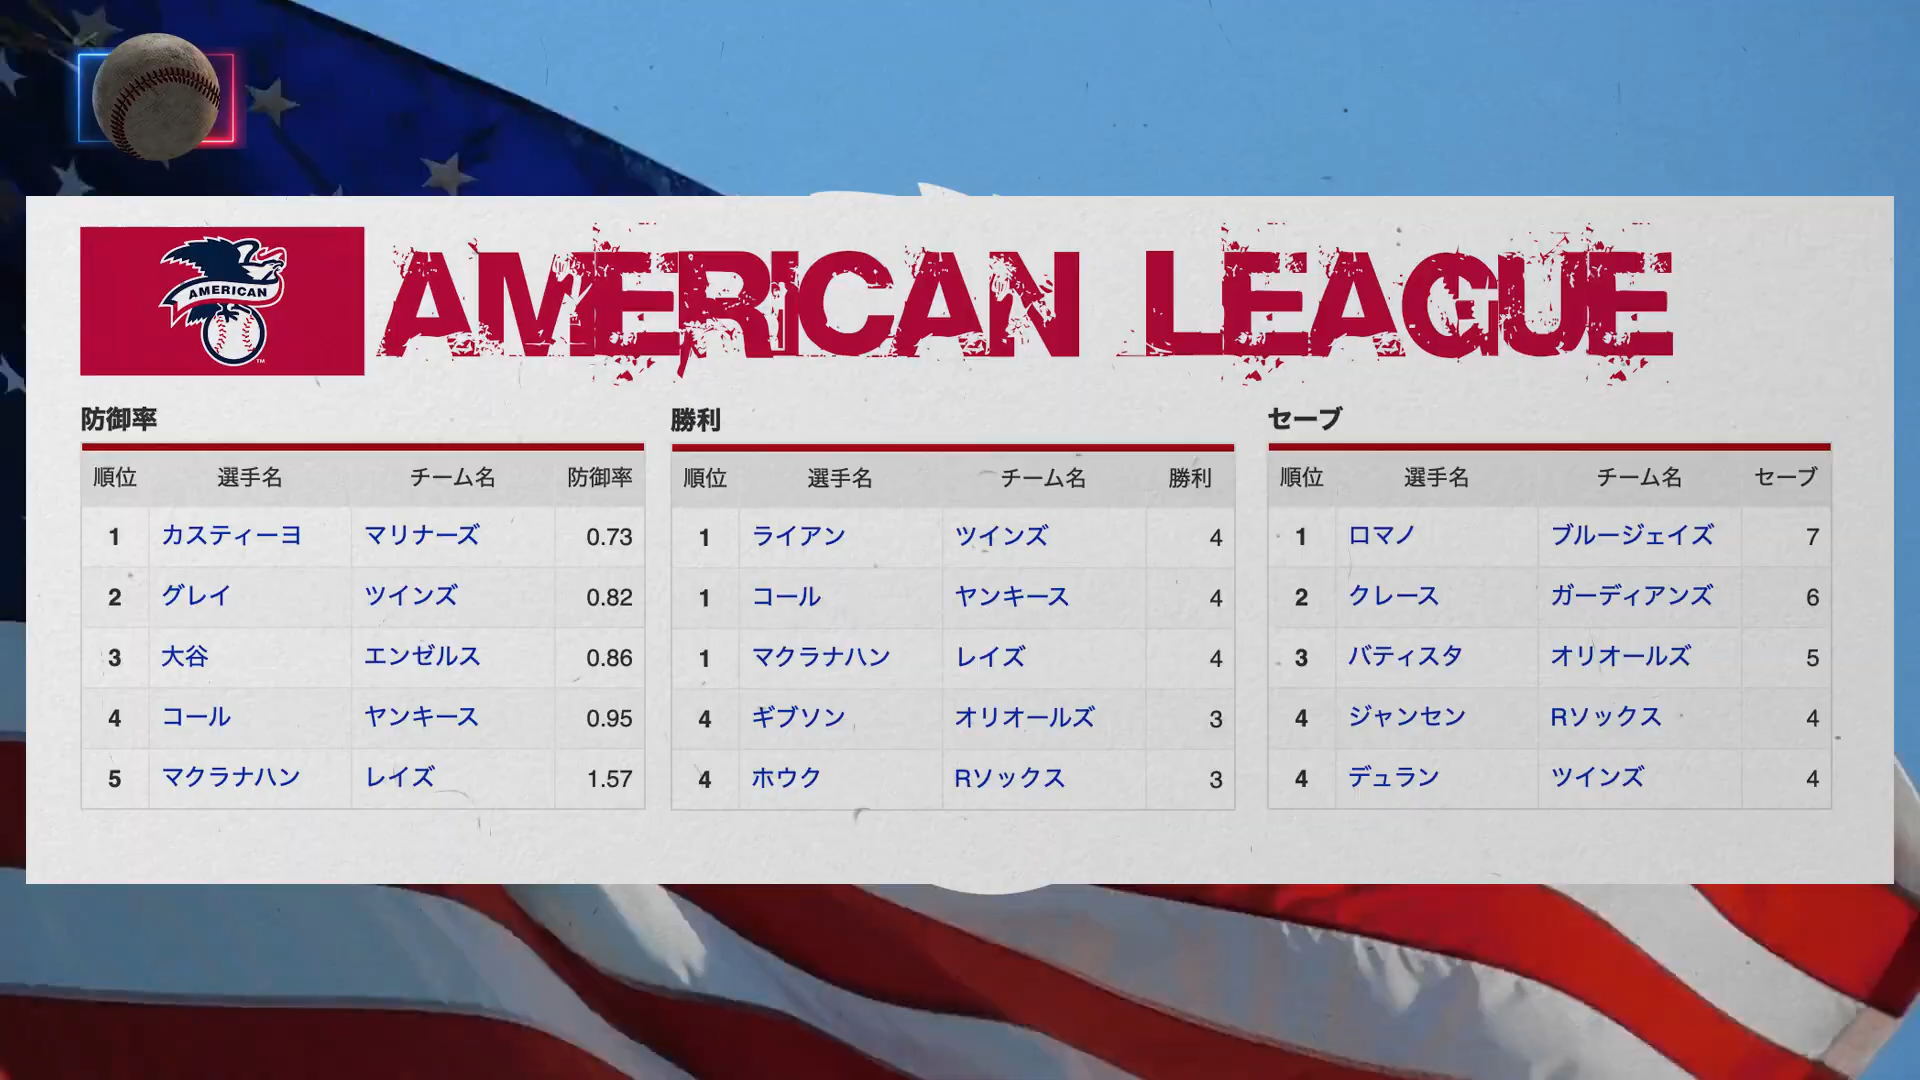 AMERICAN
AMERICAN LEAGUE
防御率
順位 選手名 チーム名 防御率
1 カスティーヨ マリナーズ 0.73
2 グレイ ツインズ 0.82
3 大谷 エンゼルス 0.86
4 コール ヤンキース 0.95
5 マクラナハン レイズ 1.57
勝利
順位 選手名 チーム名 勝利
1 ライアン ツインズ 4
1 コール ヤンキース 4
1 マクラナハン レイズ 4
4 ギブソン オリオールズ 3
4 ホウク Rソックス 3
セーブ
順位 選手名 チーム名 セーブ
1 ロマノ ブルージェイズ 7
2 クレース ガーディアンズ 6
3 バティスタ オリオールズ 5
4 ジャンセン Rソックス 4
4 デュラン ツインズ 4